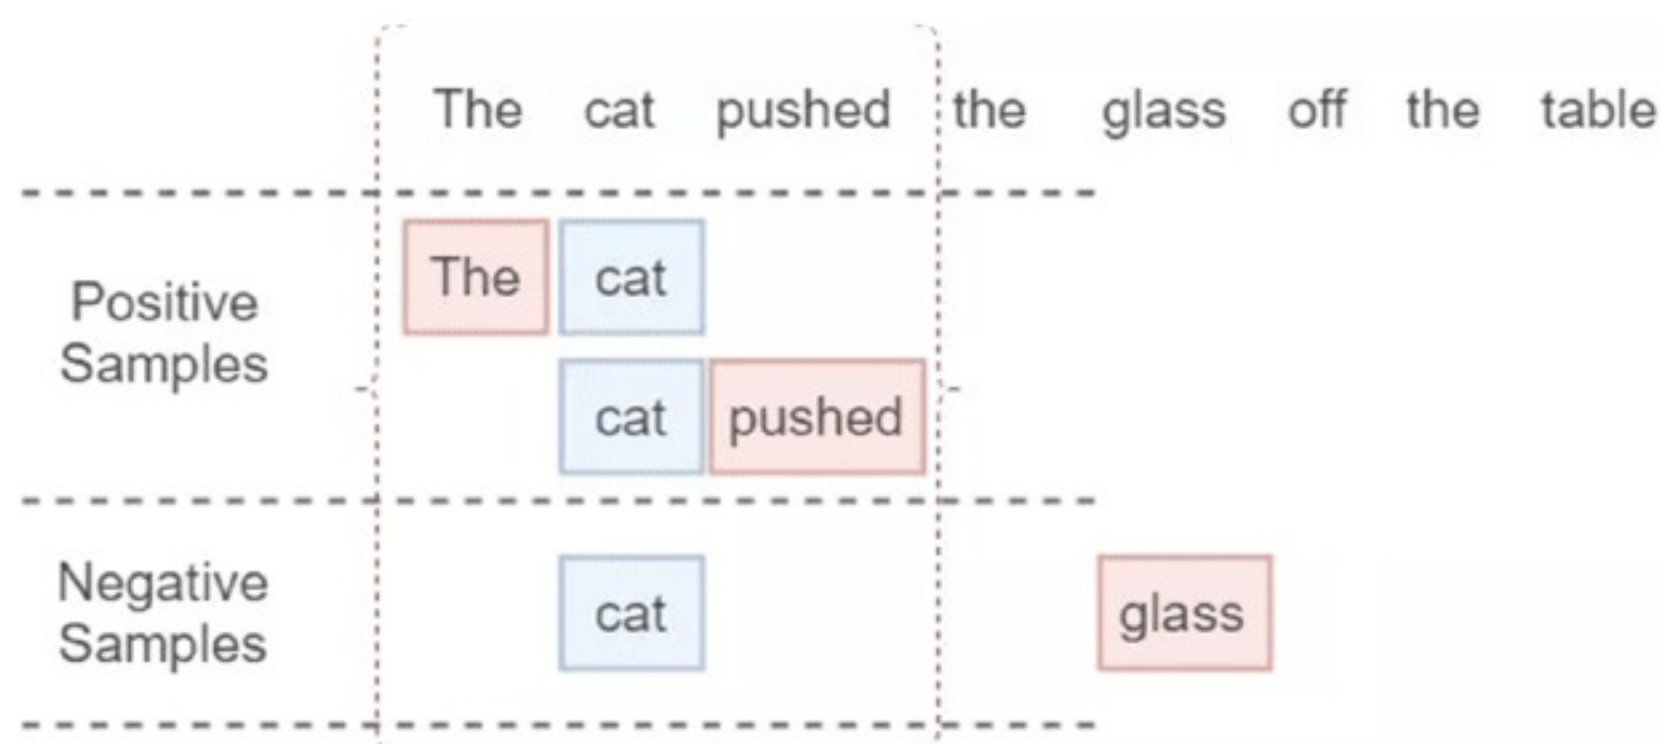 The cat pushed the glass off the table
Positive
Samples
The cat
cat pushed
Negative
Samples
cat glass